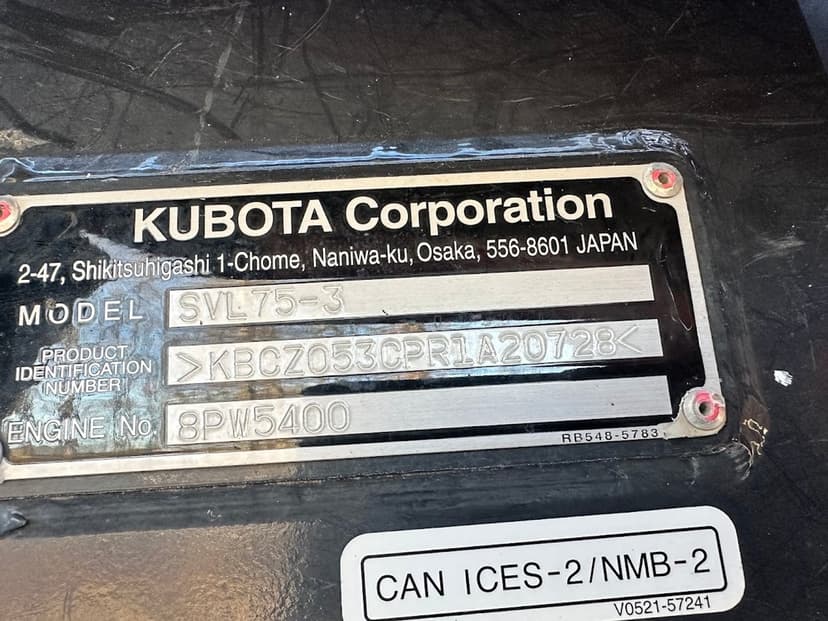 KUBOTA Corporation
2-47, Shikitsuhigashi 1-Chome, Naniwa-ku, Osaka, 556-8601 JAPAN
MODEL SVL75-3
PRODUCT
IDENTIFICATION
NUMBER >KBCZ053CPR1A20728<
ENGINE No. 8PW5400
RB548-5783
CAN ICES-2/NMB-2
V0521-57241